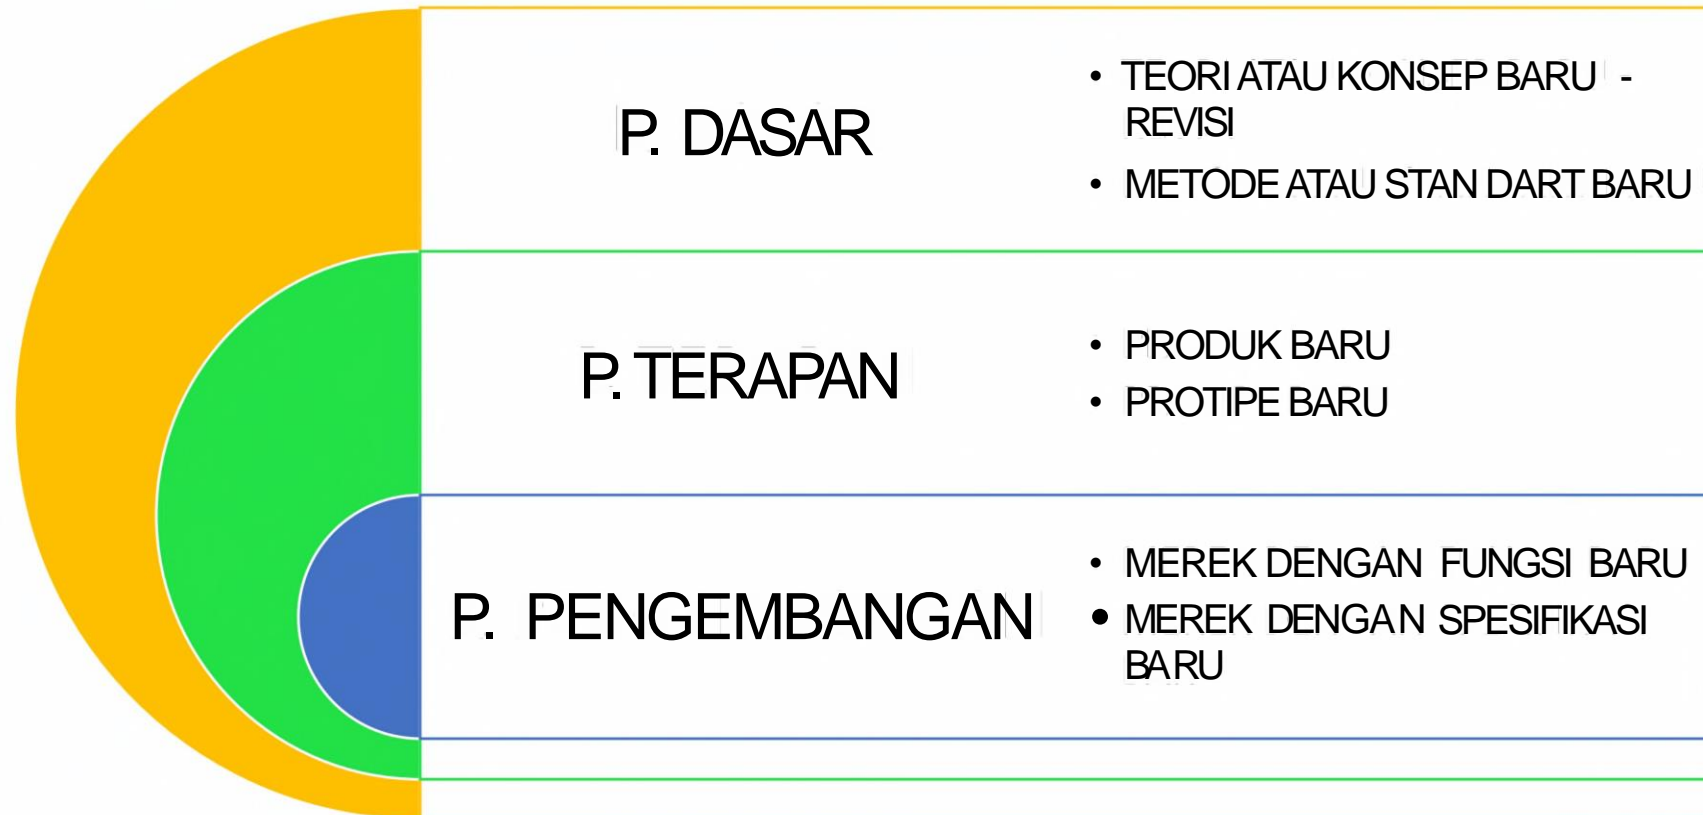 P. DASAR
• TEORI ATAU KONSEP BARU -
REVISI
• METODE ATAU STAN DART BARU
P. TERAPAN
• PRODUK BARU
• PROTIPE BARU
P. PENGEMBANGAN
• MEREK DENGAN FUNGSI BARU
• MEREK DENGAN SPESIFIKASI
BARU